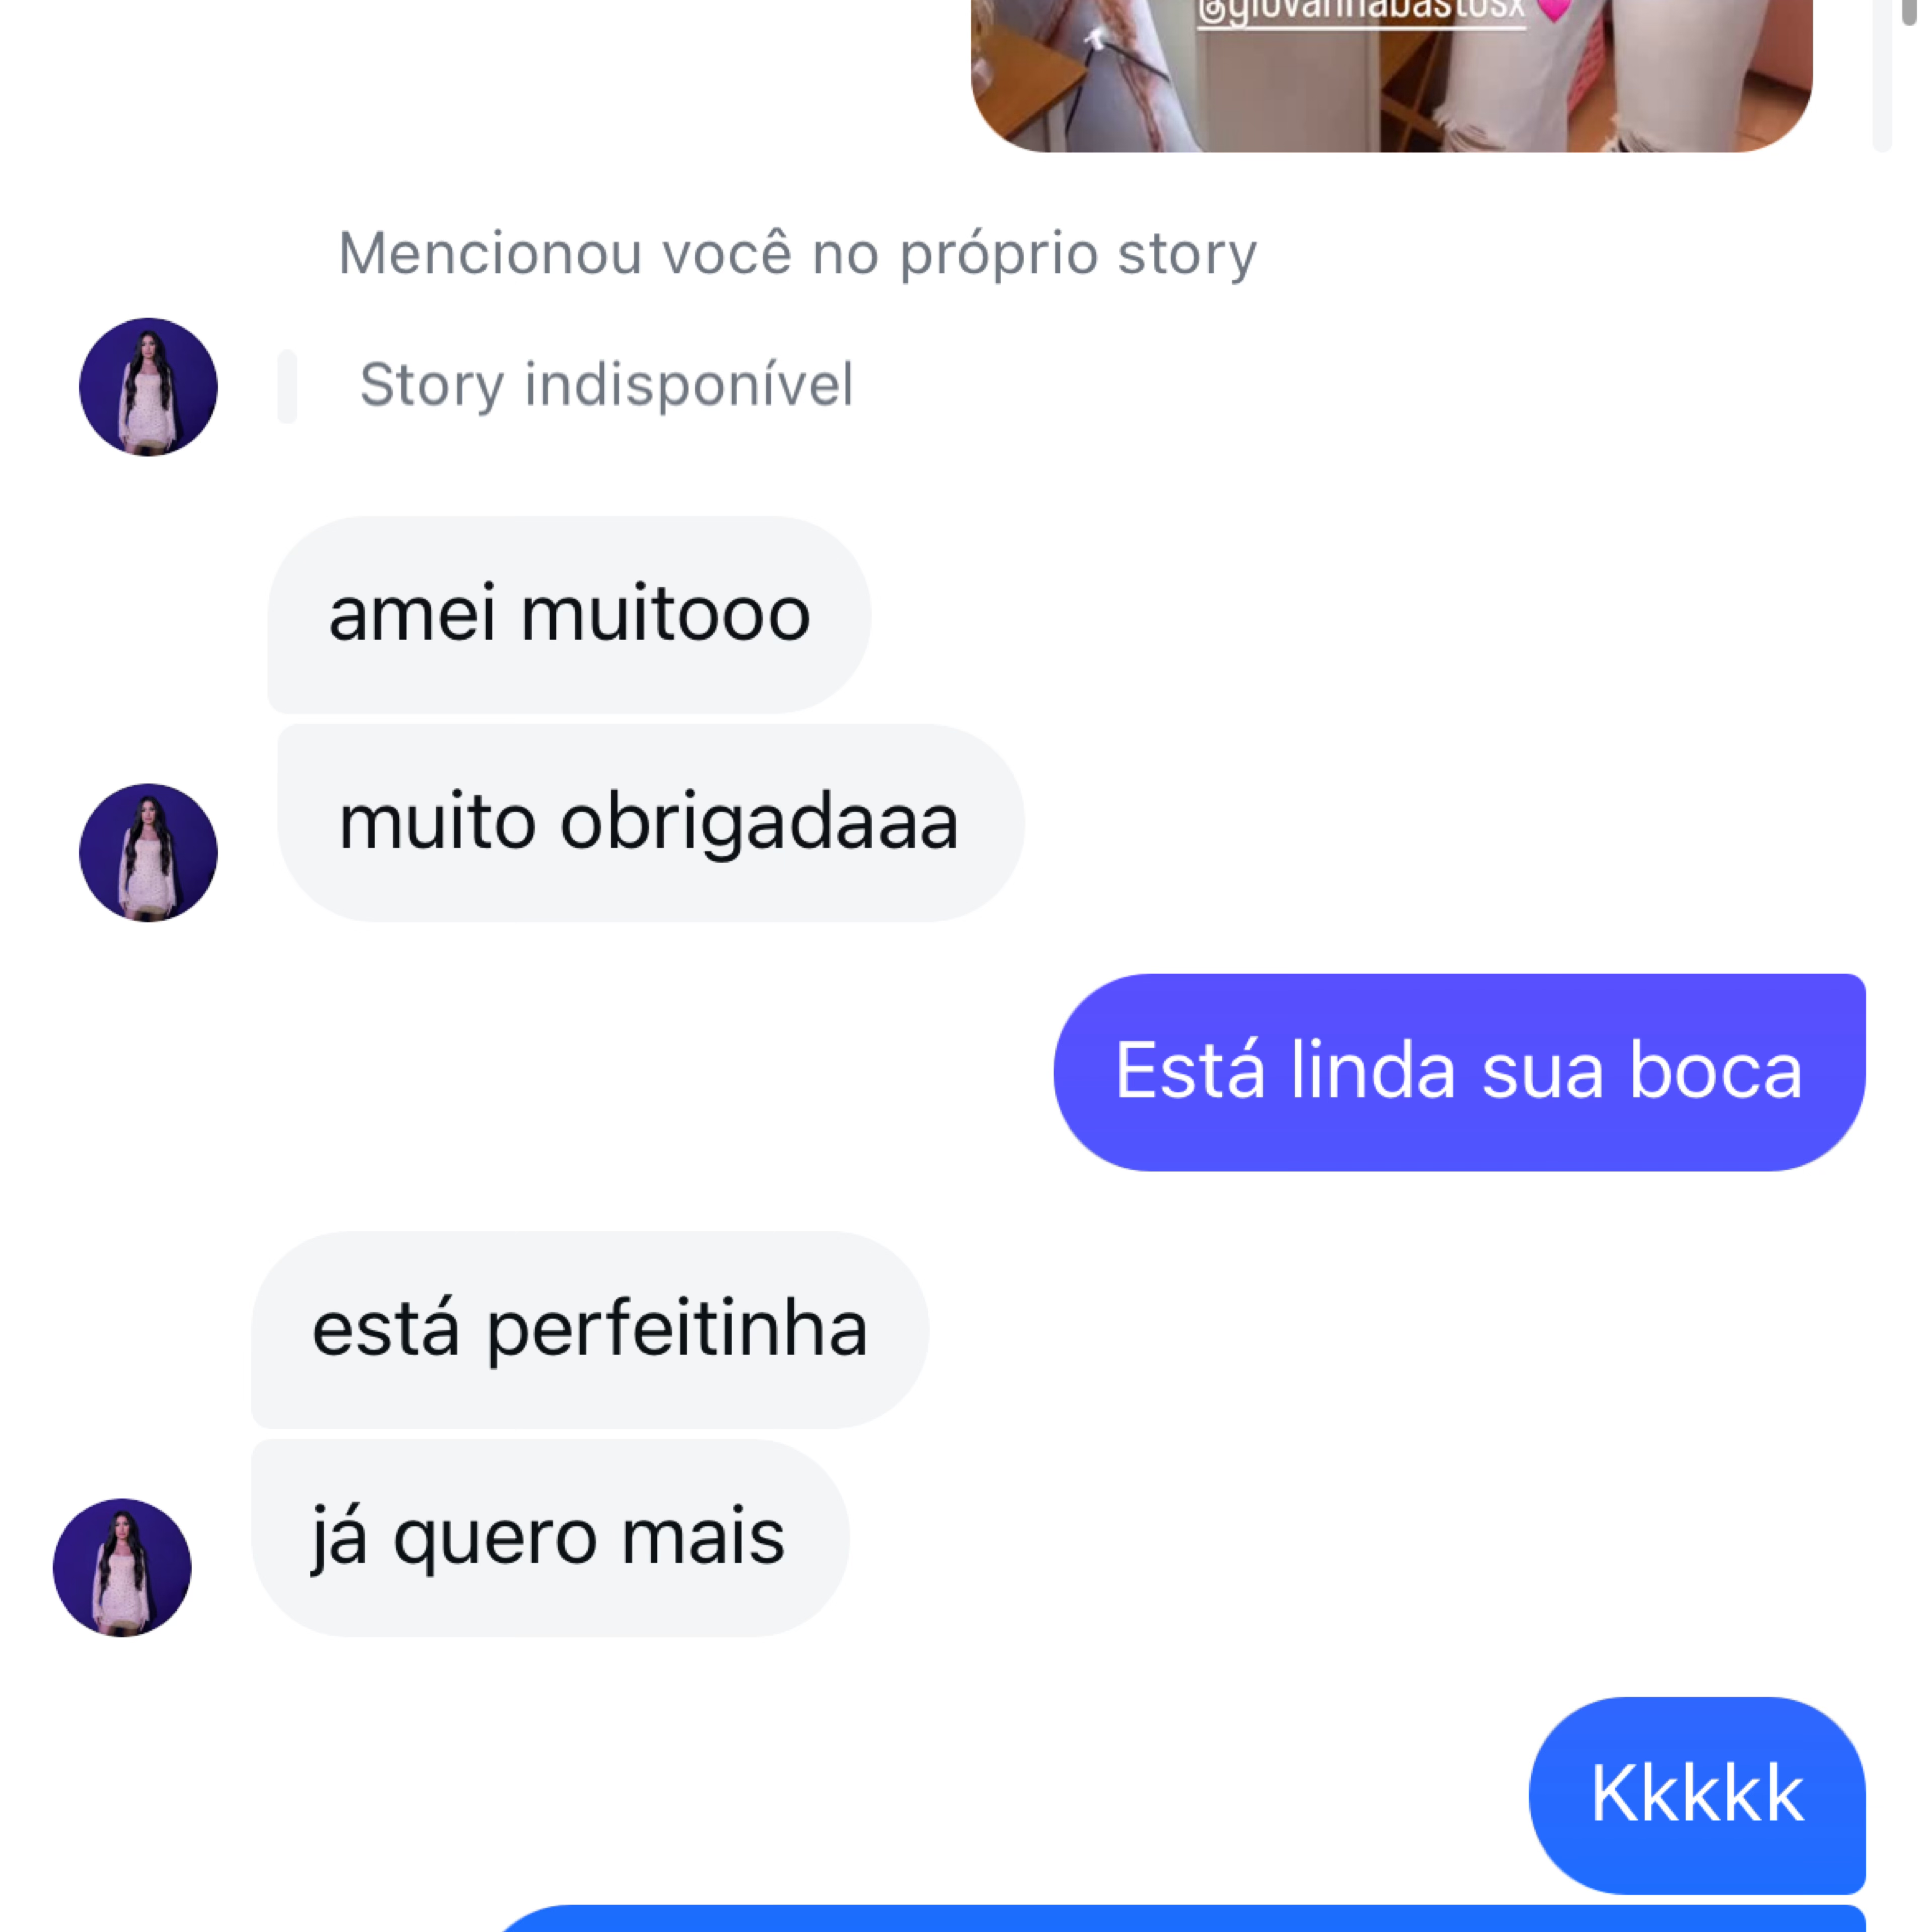 @giovannabastosx
Mencionou você no próprio story
Story indisponível
amei muitooo
muito obrigadaaa
Está linda sua boca
está perfeitinha
já quero mais
Kkkkk